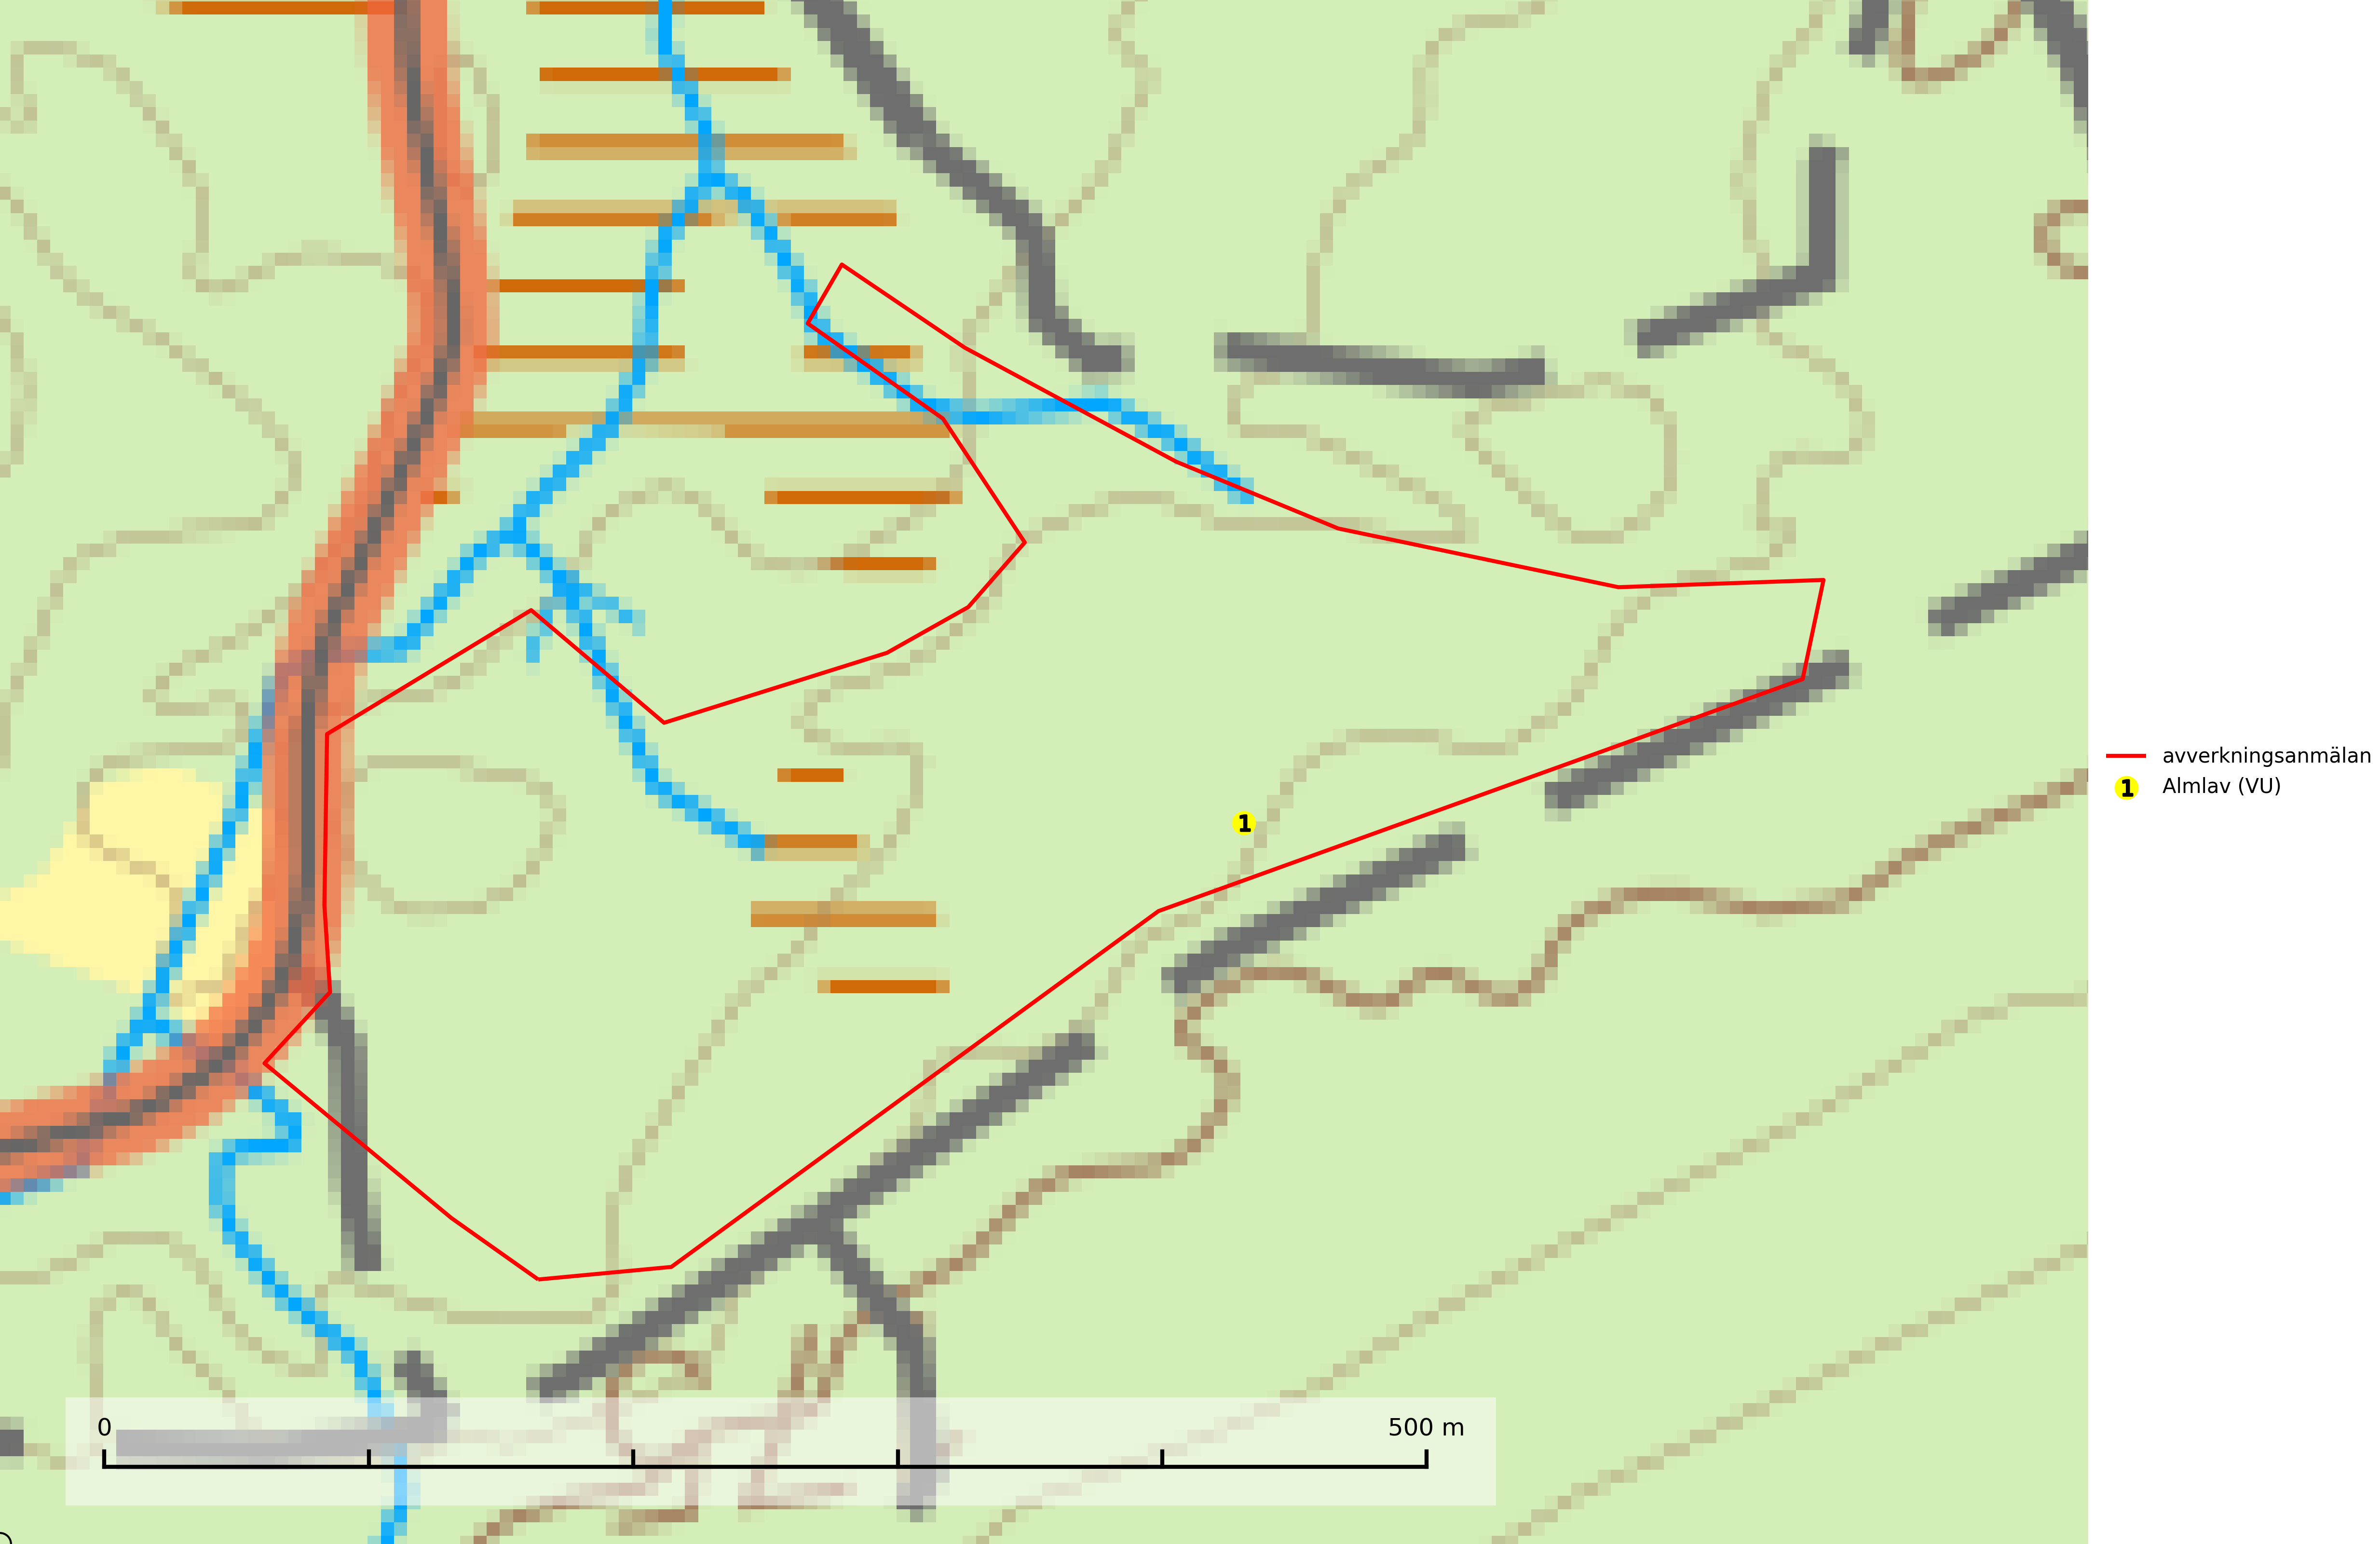 1
avverkningsanmälan
1 Almlav (VU)
0 500 m